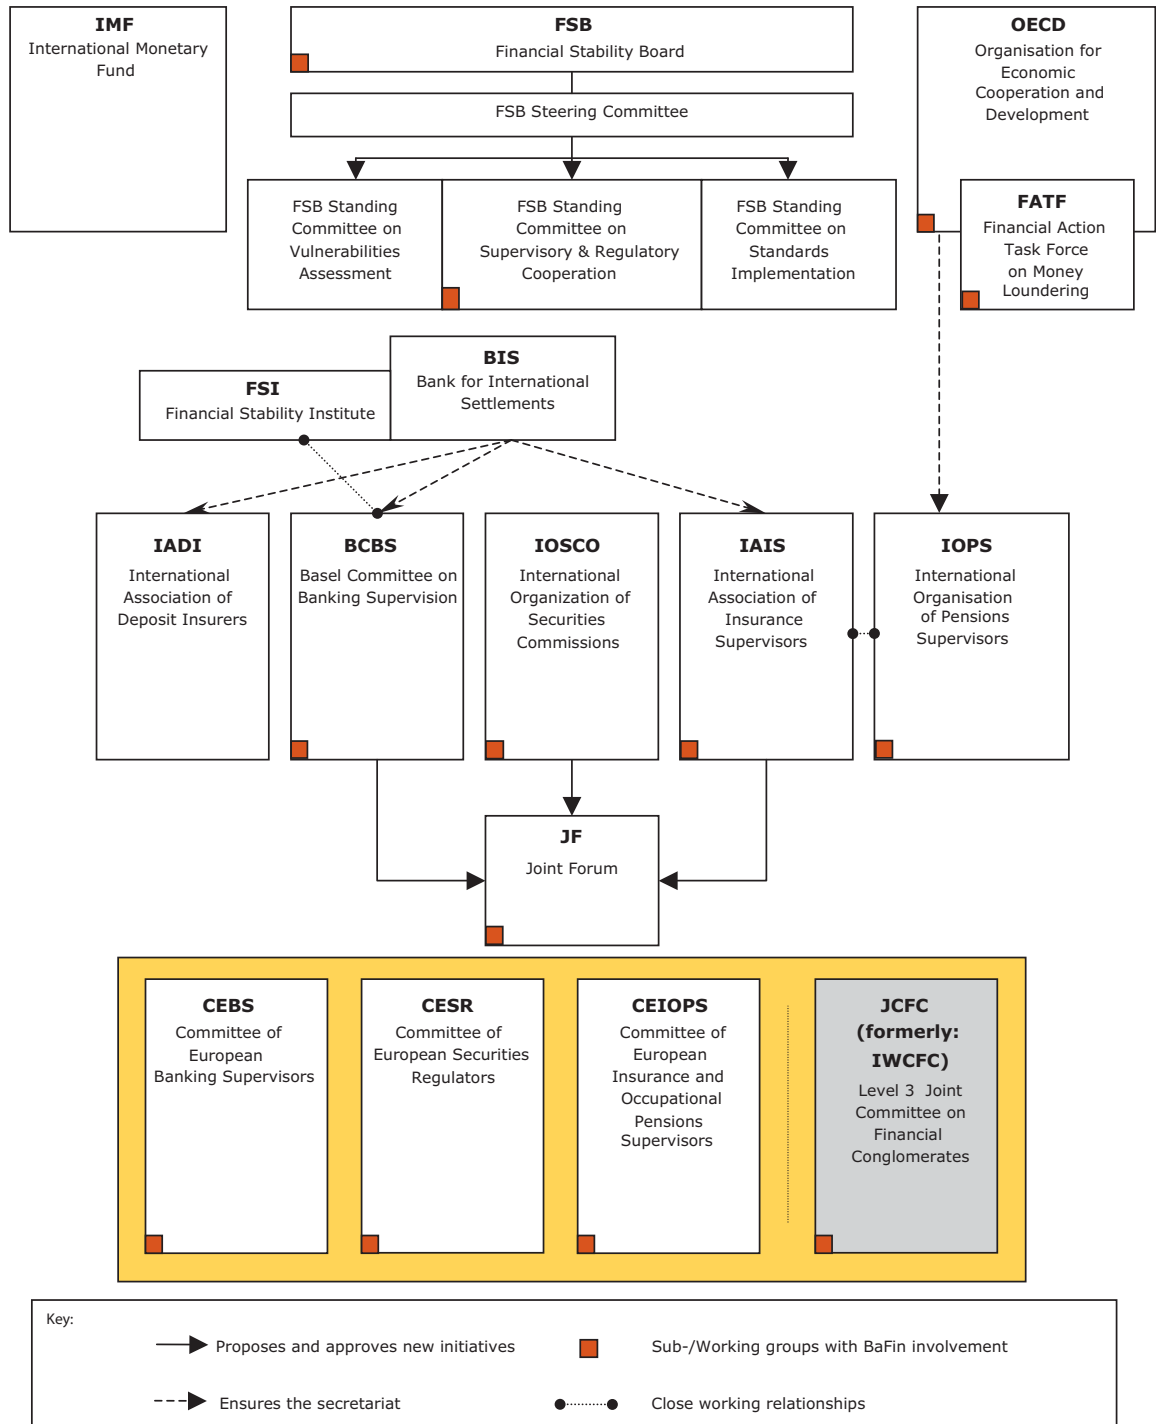 IMF
International Monetary
Fund
FSB
Financial Stability Board
OECD
Organisation for
Economic
Cooperation and
Development
FSB Steering Committee
FSB Standing
Committee on
Vulnerabilities
Assessment
FSB Standing
Committee on
Supervisory & Regulatory
Cooperation
FSB Standing
Committee on
Standards
Implementation
FATF
Financial Action
Task Force
on Money
Loundering
FSI
Financial Stability Institute
BIS
Bank for International
Settlements
IADI
International
Association of
Deposit Insurers
BCBS
Basel Committee on
Banking Supervision
IOSCO
International
Organization of
Securities
Commissions
IAIS
International
Association of
Insurance
Supervisors
IOPS
International
Organisation
of Pensions
Supervisors
JF
Joint Forum
CEBS
Committee of
European
Banking Supervisors
CESR
Committee of
European Securities
Regulators
CEIOPS
Committee of
European
Insurance and
Occupational
Pensions
Supervisors
JCFC
(formerly:
IWCFC)
Level 3 Joint
Committee on
Financial
Conglomerates
Key:
Proposes and approves new initiatives
Sub-/Working groups with BaFin involvement
Ensures the secretariat
Close working relationships